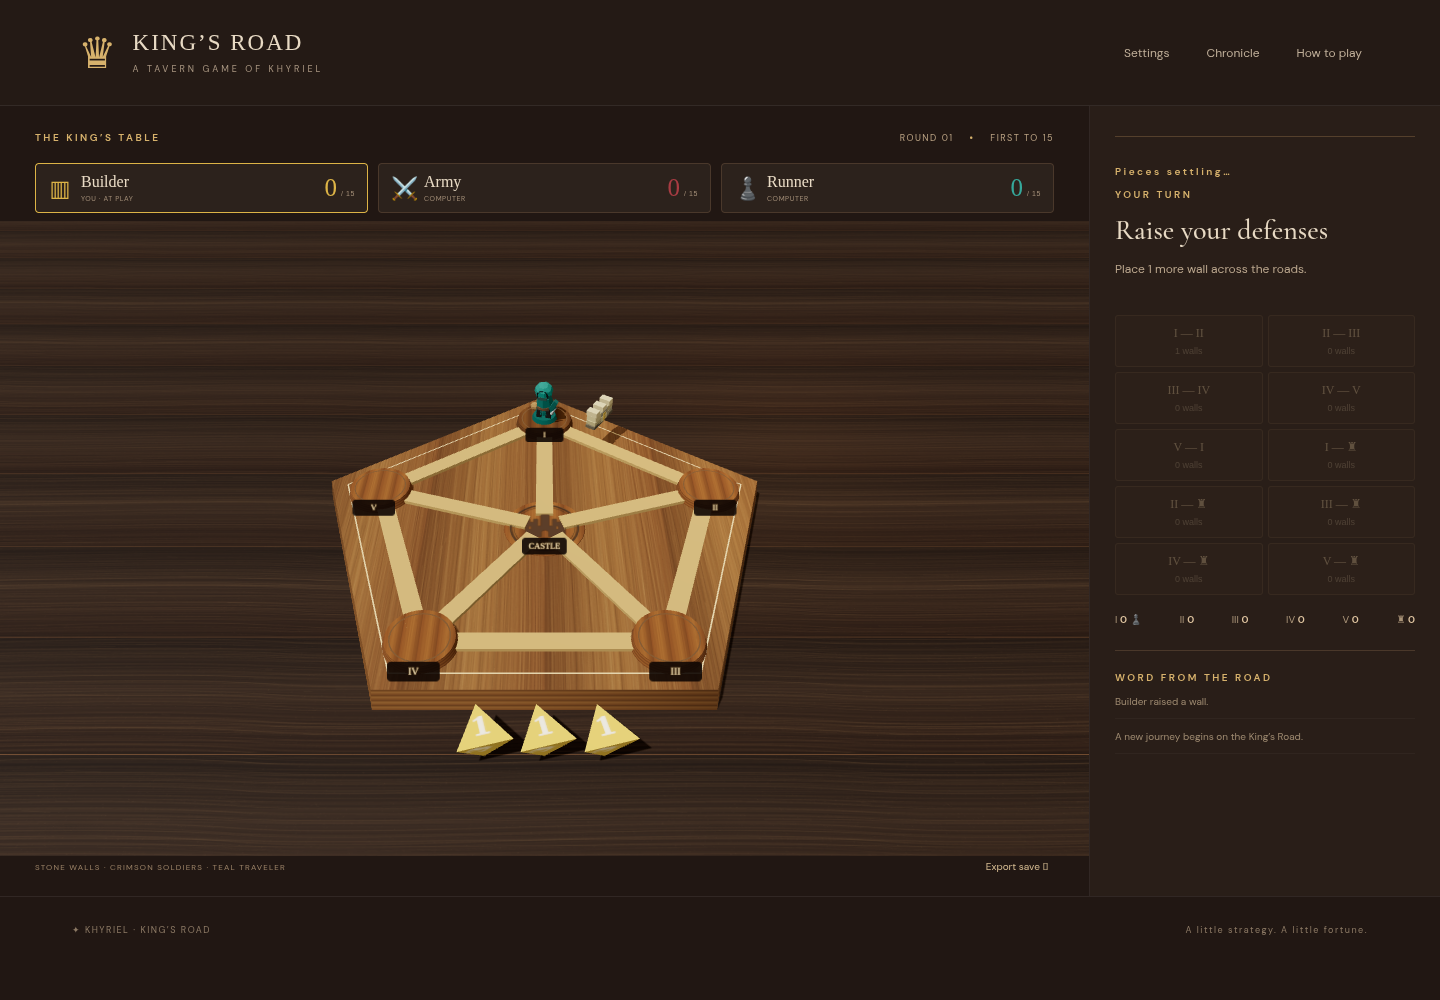 KING'S ROAD
A TAVERN GAME OF KHYRIEL
Settings Chronicle How to play
THE KING'S TABLE
ROUND 01 • FIRST TO 15
Builder
YOU · AT PLAY
0 / 15
Army
COMPUTER
0 / 15
Runner
COMPUTER
0 / 15
I
V
II
CASTLE
IV
III
1 1 1
STONE WALLS · CRIMSON SOLDIERS · TEAL TRAVELER
Export save
Pieces settling…
YOUR TURN
Raise your defenses
Place 1 more wall across the roads.
I — II
1 walls
II — III
0 walls
III — IV
0 walls
IV — V
0 walls
V — I
0 walls
I — ♜
0 walls
II — ♜
0 walls
III — ♜
0 walls
IV — ♜
0 walls
V — ♜
0 walls
I 0 ♟ II 0 III 0 IV 0 V 0 ♜ 0
WORD FROM THE ROAD
Builder raised a wall.
A new journey begins on the King's Road.
✦ KHYRIEL · KING'S ROAD
A little strategy. A little fortune.